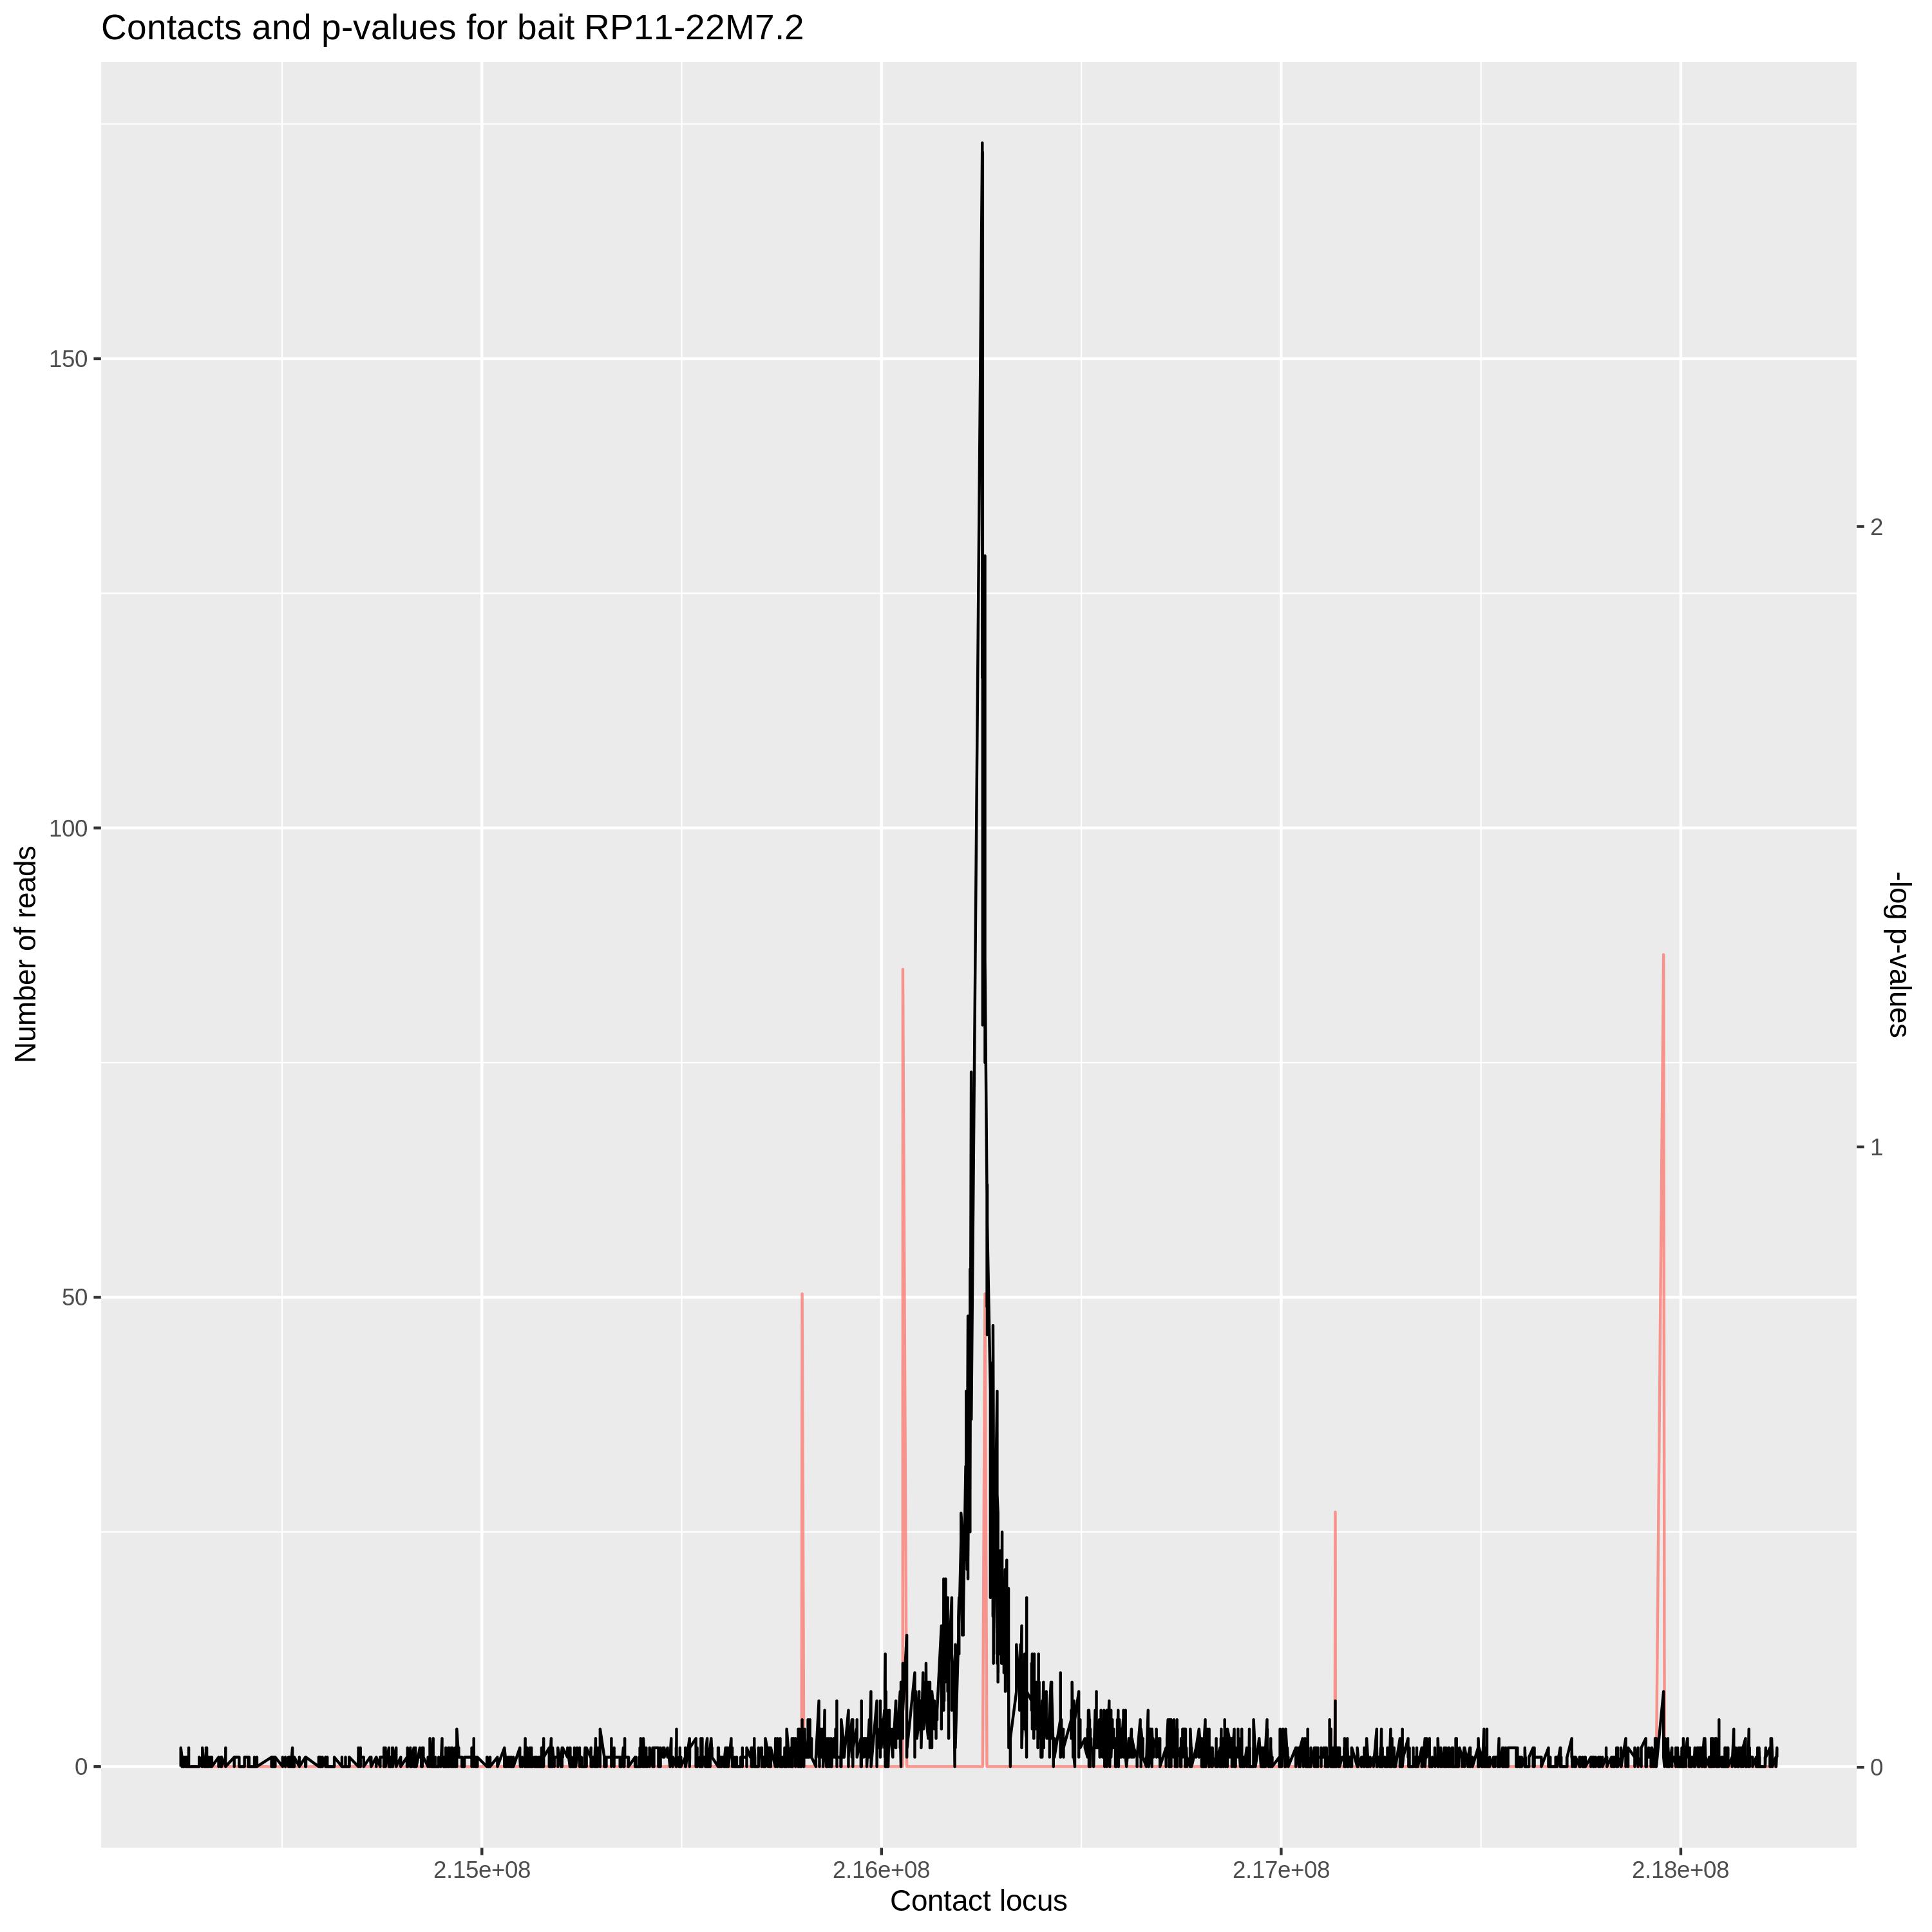 Contacts and p-values for bait RP11-22M7.2
Number of reads
150
100
50
0
2
1
0
-log p-values
2.15e+08 2.16e+08 2.17e+08 2.18e+08
Contact locus